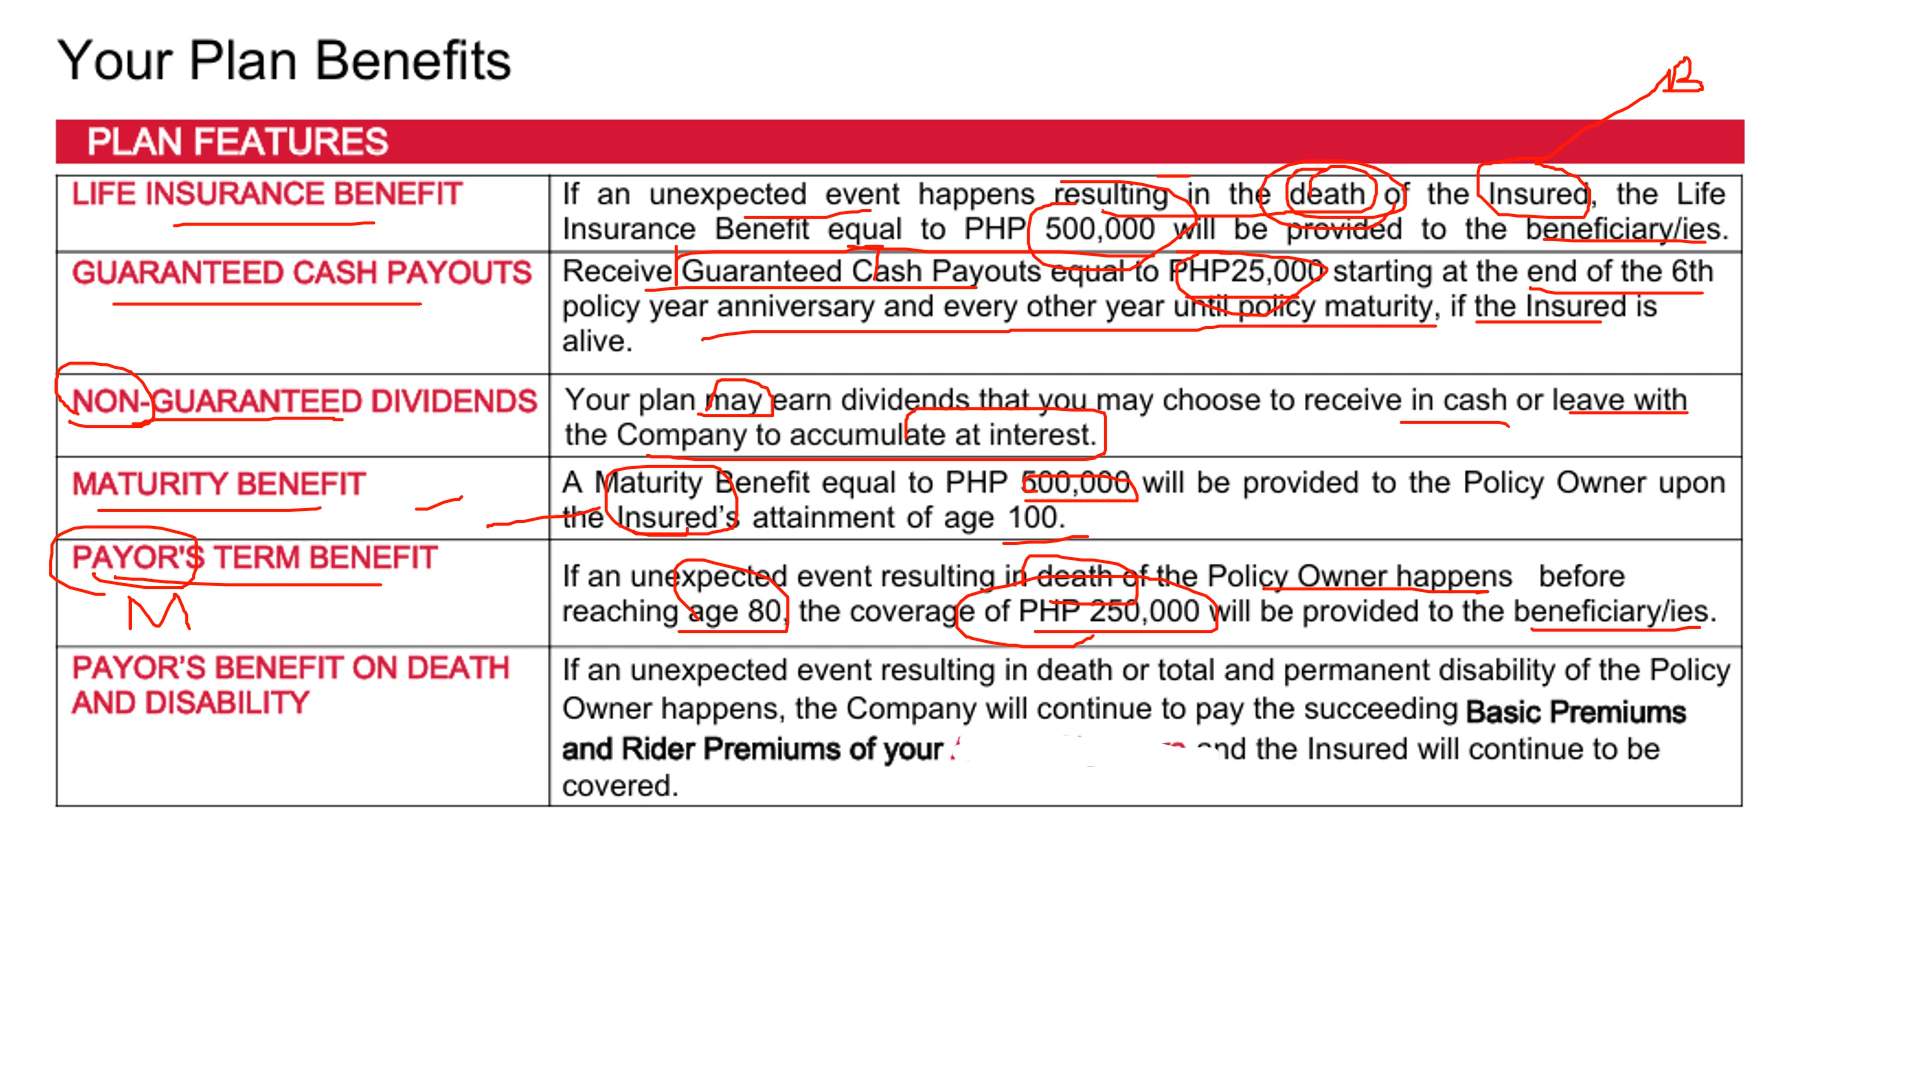 Your Plan Benefits
B
PLAN FEATURES
LIFE INSURANCE BENEFIT
If an unexpected event happens resulting in the death of the Insured, the Life
Insurance Benefit equal to PHP 500,000 will be provided to the beneficiary/ies.
GUARANTEED CASH PAYOUTS
Receive Guaranteed Cash Payouts equal to PHP25,000 starting at the end of the 6th
policy year anniversary and every other year until policy maturity, if the Insured is
alive.
NON-GUARANTEED DIVIDENDS
Your plan may earn dividends that you may choose to receive in cash or leave with
the Company to accumulate at interest.
MATURITY BENEFIT
A Maturity Benefit equal to PHP 500,000 will be provided to the Policy Owner upon
the Insured's attainment of age 100.
PAYOR'S TERM BENEFIT
M
If an unexpected event resulting in death of the Policy Owner happens before
reaching age 80, the coverage of PHP 250,000 will be provided to the beneficiary/ies.
PAYOR'S BENEFIT ON DEATH
AND DISABILITY
If an unexpected event resulting in death or total and permanent disability of the Policy
Owner happens, the Company will continue to pay the succeeding Basic Premiums
and Rider Premiums of your and the Insured will continue to be
covered.